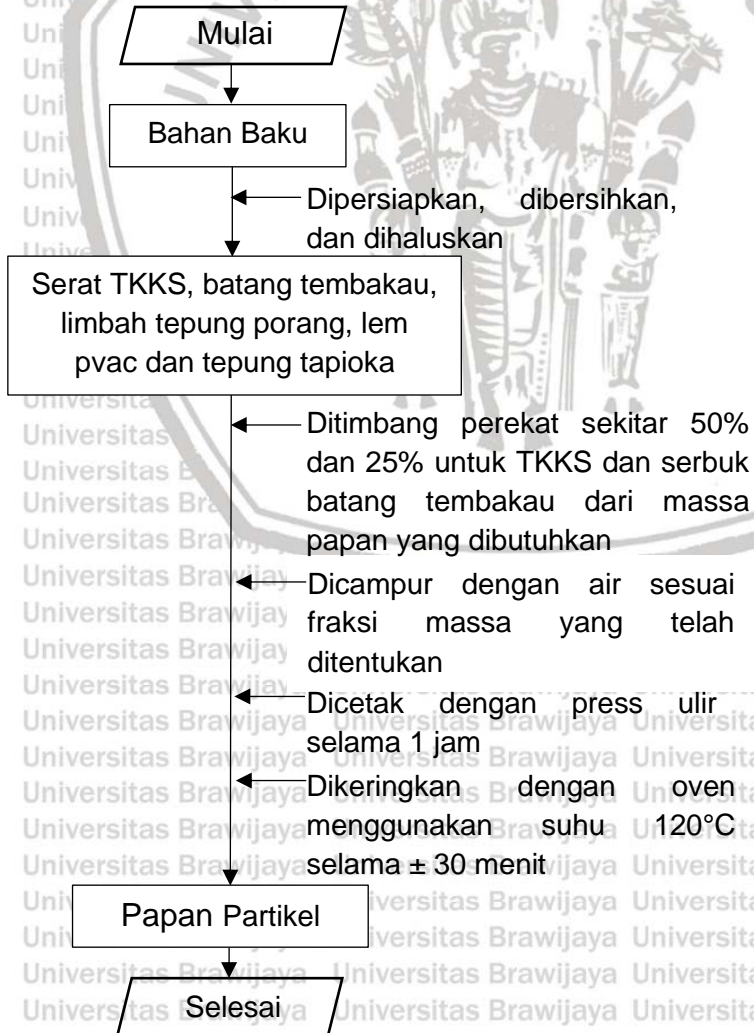 Mulai
Bahan Baku
Dipersiapkan, dibersihkan,
dan dihaluskan
Serat TKKS, batang tembakau,
limbah tepung porang, lem
pvac dan tepung tapioka
Ditimbang perekat sekitar 50%
dan 25% untuk TKKS dan serbuk
batang tembakau dari massa
papan yang dibutuhkan
Dicampur dengan air sesuai
fraksi massa yang telah
ditentukan
Dicetak dengan press ulir
selama 1 jam
Dikeringkan dengan oven
menggunakan suhu 120°C
selama ± 30 menit
Papan Partikel
Selesai